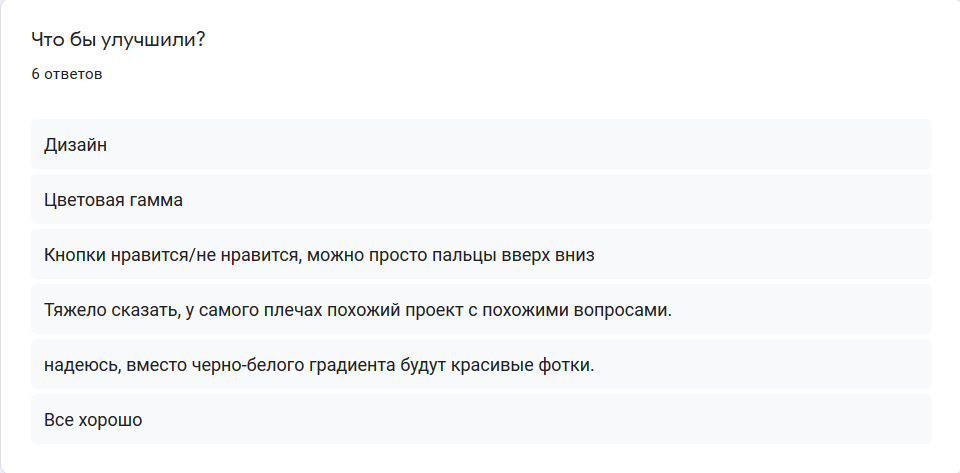 Что бы улучшили?
6 ответов
Дизайн
Цветовая гамма
Кнопки нравится/не нравится, можно просто пальцы вверх вниз
Тяжело сказать, у самого плечах похожий проект с похожими вопросами.
надеюсь, вместо черно-белого градиента будут красивые фотки.
Все хорошо